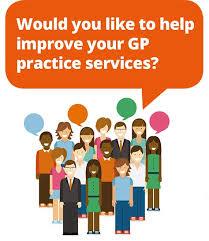 Would you like to help
improve your GP
practice services?